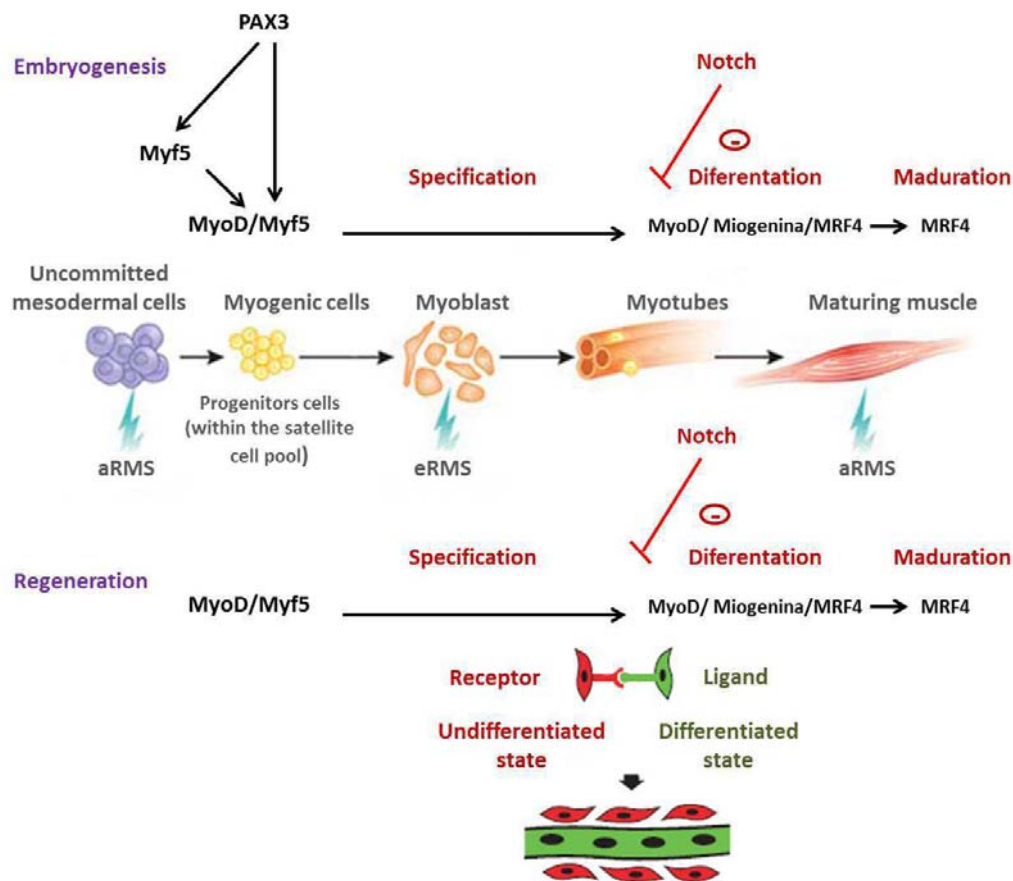 PAX3
Embryogenesis
Notch
-
Myf5
Specification
Diferentation
Maduration
MyoD/Myf5
MyoD/ Miogenina/MRF4
MRF4
Uncommitted
mesodermal cells
Myogenic cells
Myoblast
Myotubes
Maturing muscle
Progenitors cells
(within the satellite
cell pool)
aRMS
eRMS
Notch
aRMS
-
Specification
Diferentation
Maduration
Regeneration
MyoD/Myf5
MyoD/ Miogenina/MRF4
MRF4
Receptor
Ligand
Undifferentiated
state
Differentiated
state